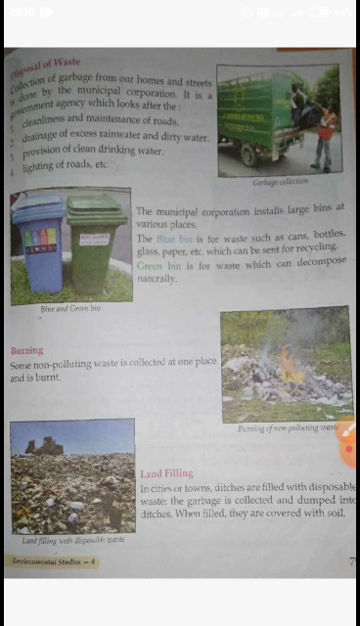 Disposal of Waste
Collection of garbage from our homes and streets
is done by the municipal corporation. It is a
government agency which looks after the :
1. cleanliness and maintenance of roads.
2. drainage of excess rainwater and dirty water.
3. provision of clean drinking water.
4. lighting of roads, etc.
Garbage collection
The municipal corporation installs large bins at
various places.
The Blue bin is for waste such as cans, bottles,
glass, paper, etc. which can be sent for recycling.
Green bin is for waste which can decompose
naturally.
Blue and Green bin
Burning
Some non-polluting waste is collected at one place
and is burnt.
Burning of non-polluting waste
Land Filling
In cities or towns, ditches are filled with disposable
waste; the garbage is collected and dumped into
ditches. When filled, they are covered with soil.
Land filling with disposable waste
Environmental Studies – 4
7